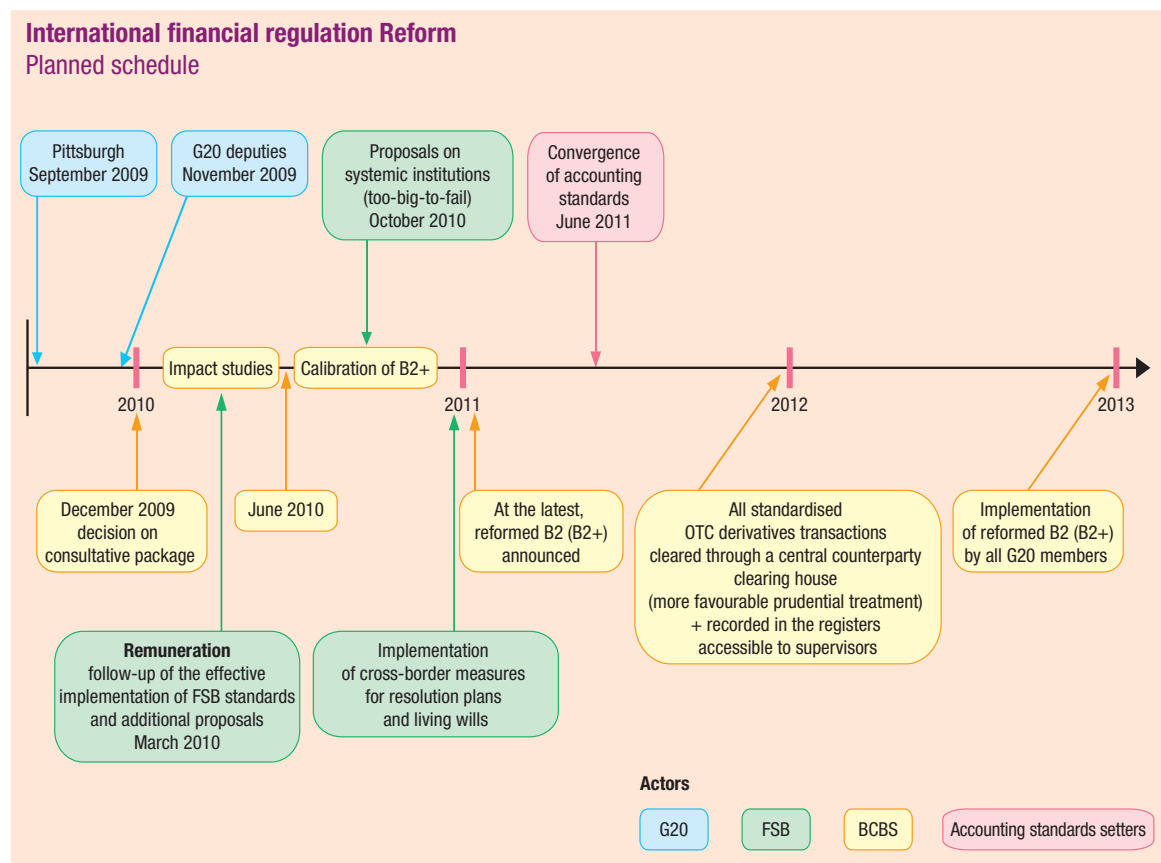 International financial regulation Reform
Planned schedule
Pittsburgh
September 2009
G20 deputies
November 2009
Proposals on
systemic institutions
(too-big-to-fail)
October 2010
Convergence
of accounting
standards
June 2011
Impact studies
Calibration of B2+
2010
2011
2012
2013
December 2009
decision on
consultative package
June 2010
At the latest,
reformed B2 (B2+)
announced
All standardised
OTC derivatives transactions
cleared through a central counterparty
clearing house
(more favourable prudential treatment)
+ recorded in the registers
accessible to supervisors
Implementation
of reformed B2 (B2+)
by all G20 members
Remuneration
follow-up of the effective
implementation of FSB standards
and additional proposals
March 2010
Implementation
of cross-border measures
for resolution plans
and living wills
Actors
G20
FSB
BCBS
Accounting standards setters